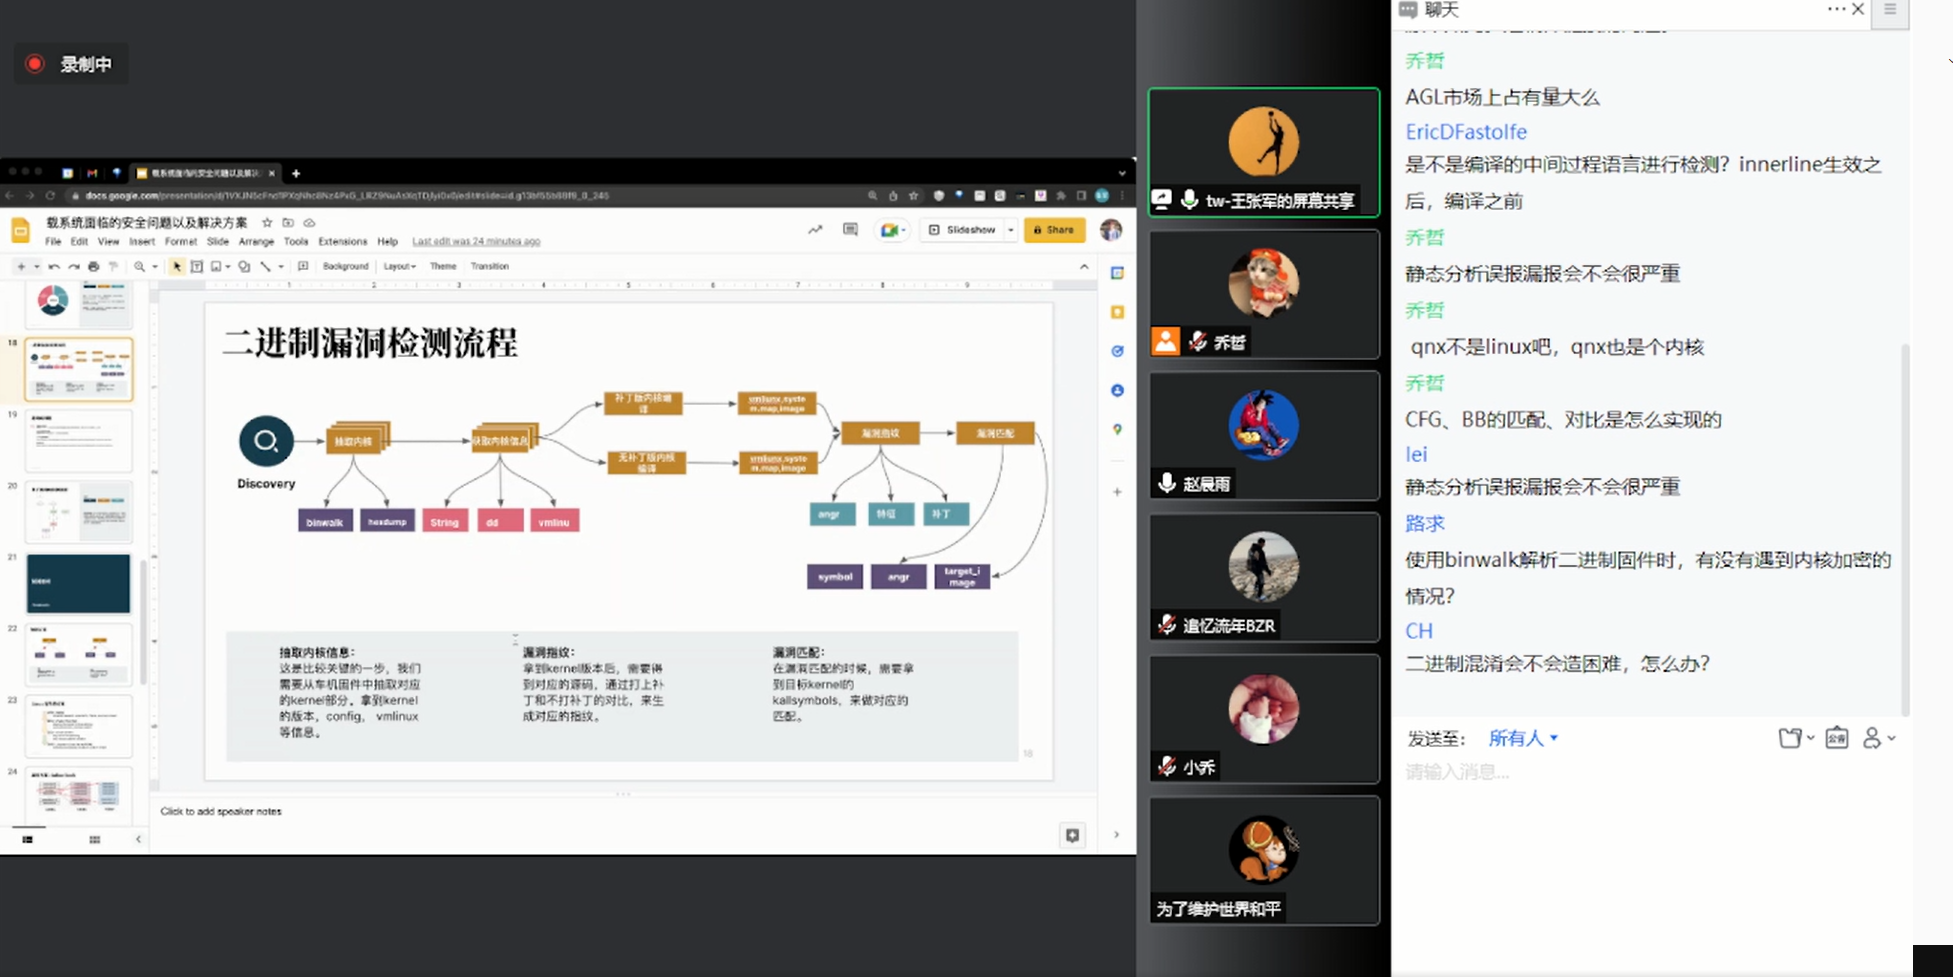 录制中
载系统面临的安全问题以及解决方案
File Edit View Insert Format Slide Arrange Tools Extensions Help Last edit was 24 minutes ago
Slideshow
Share
Background Layout Theme Transition
18
19
20
21
22
23
24
二进制漏洞检测流程
Discovery
抽取内核
获取内核信息
补丁版内核编译
无补丁版内核编译
vmliunx,system.map,image
vmliunx,system.map,image
漏洞指纹
漏洞匹配
binwalk
hexdump
String
dd
vmlinu
angr
特征
补丁
symbol
angr
target_image
抽取内核信息：
这是比较关键的一步，我们
需要从车机固件中抽取对应
的kernel部分，拿到kernel
的版本，config， vmlinux
等信息。
漏洞指纹：
拿到kernel版本后，需要得
到对应的源码，通过打上补
丁和不打补丁的对比，来生
成对应的指纹。
漏洞匹配：
在漏洞匹配的时候，需要拿
到目标kernel的
kallsymbols，来做对应的
匹配。
18
Click to add speaker notes
tw-王张军的屏幕共享
乔哲
赵晨雨
追忆流年BZR
小乔
为了维护世界和平
聊天
乔哲
AGL市场上占有量大么
EricDFastolfe
是不是编译的中间过程语言进行检测？innerline生效之
后，编译之前
乔哲
静态分析误报漏报会不会很严重
乔哲
qnx不是linux吧，qnx也是个内核
乔哲
CFG、BB的匹配、对比是怎么实现的
lei
静态分析误报漏报会不会很严重
路求
使用binwalk解析二进制固件时，有没有遇到内核加密的
情况?
CH
二进制混淆会不会造困难，怎么办?
发送至： 所有人
请输入消息...